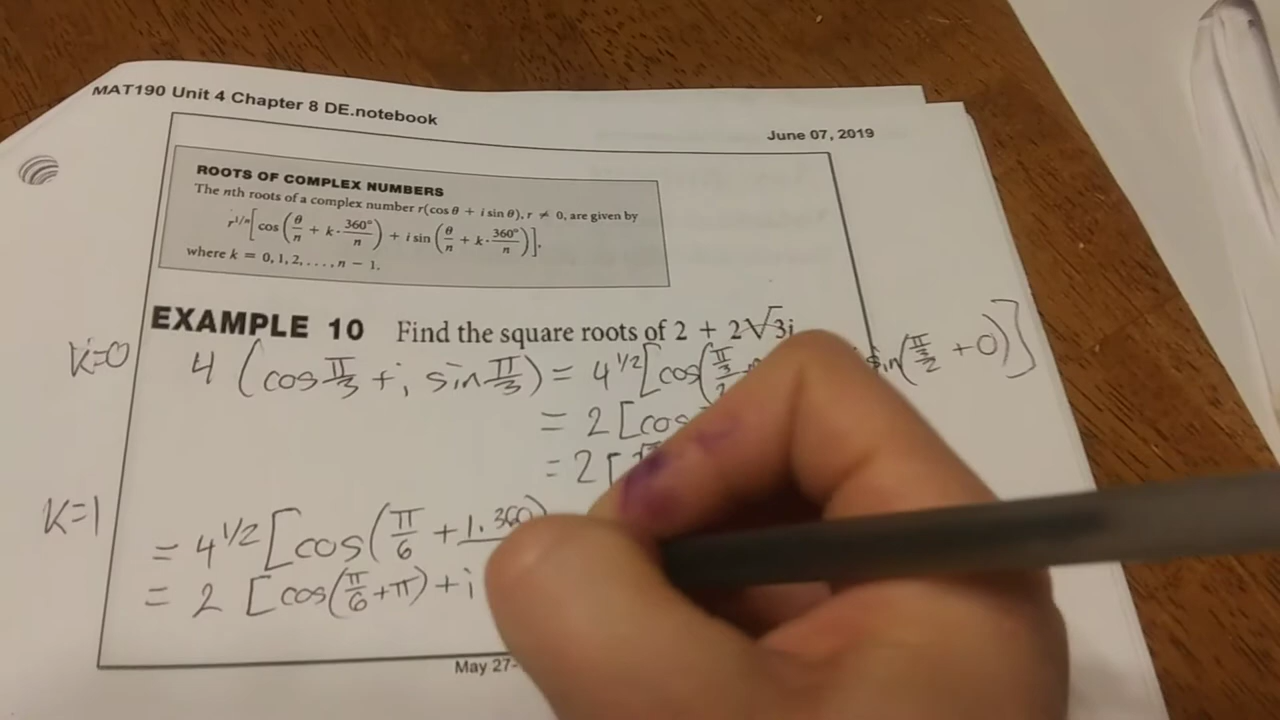 MAT190 Unit 4 Chapter 8 DE.notebook
June 07, 2019
ROOTS OF COMPLEX NUMBERS
The nth roots of a complex number r(cos θ + i sin θ), r ≠ 0, are given by
r^1/n[cos(θ/n + k·360°/n) + i sin(θ/n + k·360°/n)],
where k = 0, 1, 2, . . . , n − 1.
EXAMPLE 10 Find the square roots of 2 + 2√3i
K=0 4 (cos π/3 + i sin π/3) = 4^1/2 [cos( sin(π/3/2 + 0)]
= 2 [cos
= 2 [
K=1
= 4^1/2 [cos(π/6 + 1.360)
= 2 [cos(π/6 + π) + i
May 27-